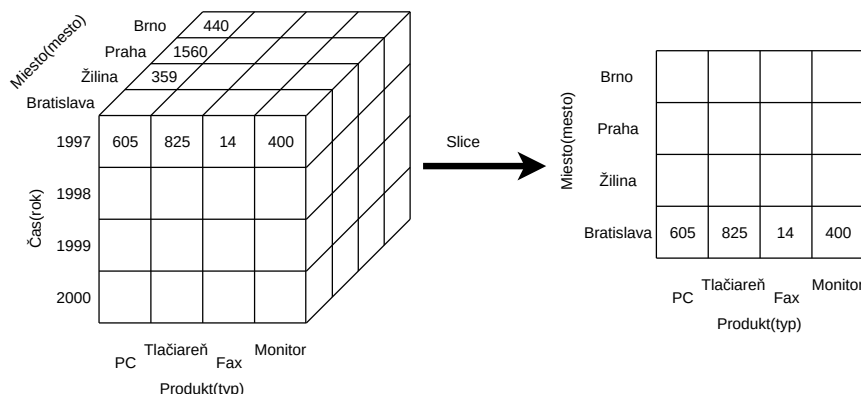 Miesto(mesto)
Brno 440
Praha 1560
Žilina 359
Bratislava
1997 605 825 14 400
1998
1999
2000
Čas(rok)
PC Tlačiareň Fax Monitor
Produkt(typ)
Slice
Miesto(mesto)
Brno
Praha
Žilina
Bratislava 605 825 14 400
PC Tlačiareň Fax Monitor
Produkt(typ)